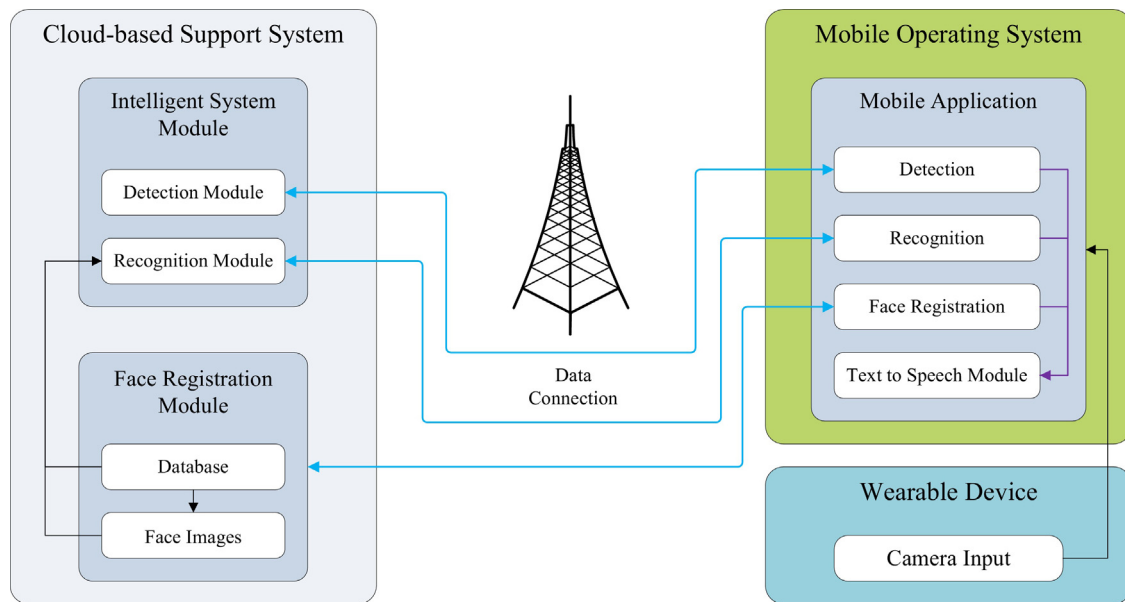 Cloud-based Support System
Intelligent System
Module
Detection Module
Recognition Module
Face Registration
Module
Database
Face Images
Data
Connection
Mobile Operating System
Mobile Application
Detection
Recognition
Face Registration
Text to Speech Module
Wearable Device
Camera Input